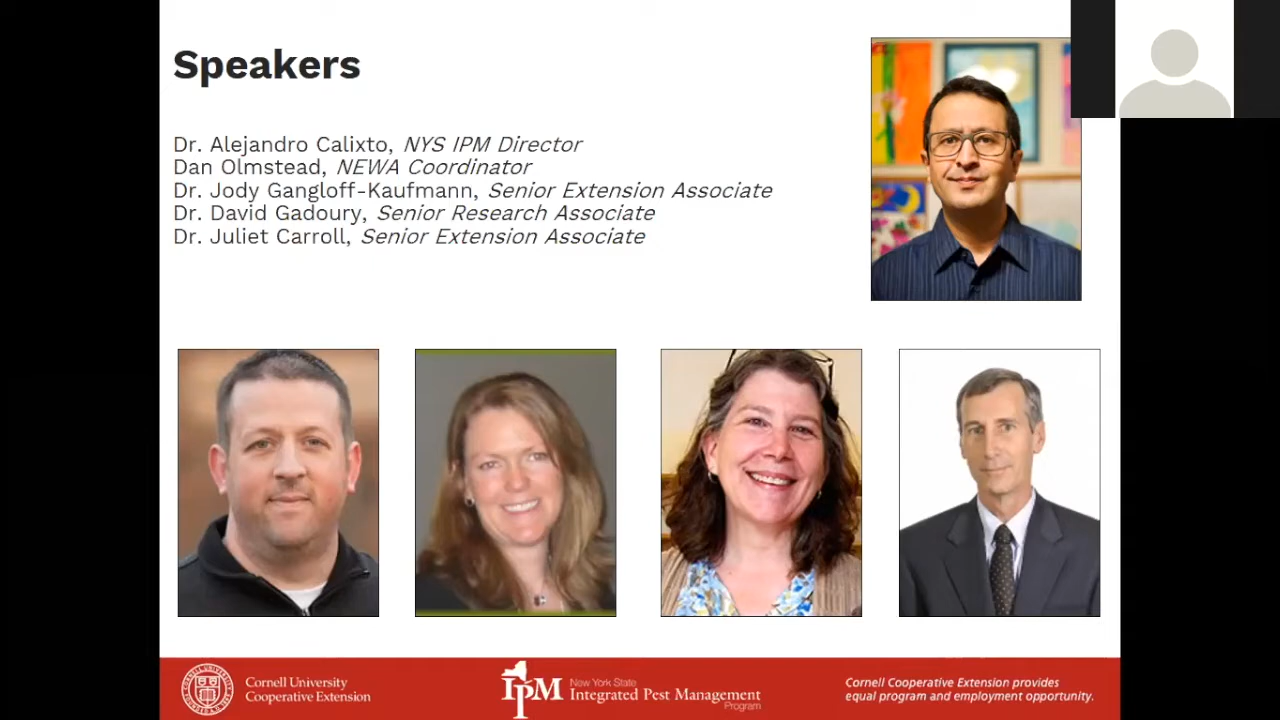 Speakers
Dr. Alejandro Calixto, NYS IPM Director
Dan Olmstead, NEWA Coordinator
Dr. Jody Gangloff-Kaufmann, Senior Extension Associate
Dr. David Gadoury, Senior Research Associate
Dr. Juliet Carroll, Senior Extension Associate
Cornell University
Cooperative Extension
IPM
New York State
Integrated Pest Management
Program
Cornell Cooperative Extension provides
equal program and employment opportunity.